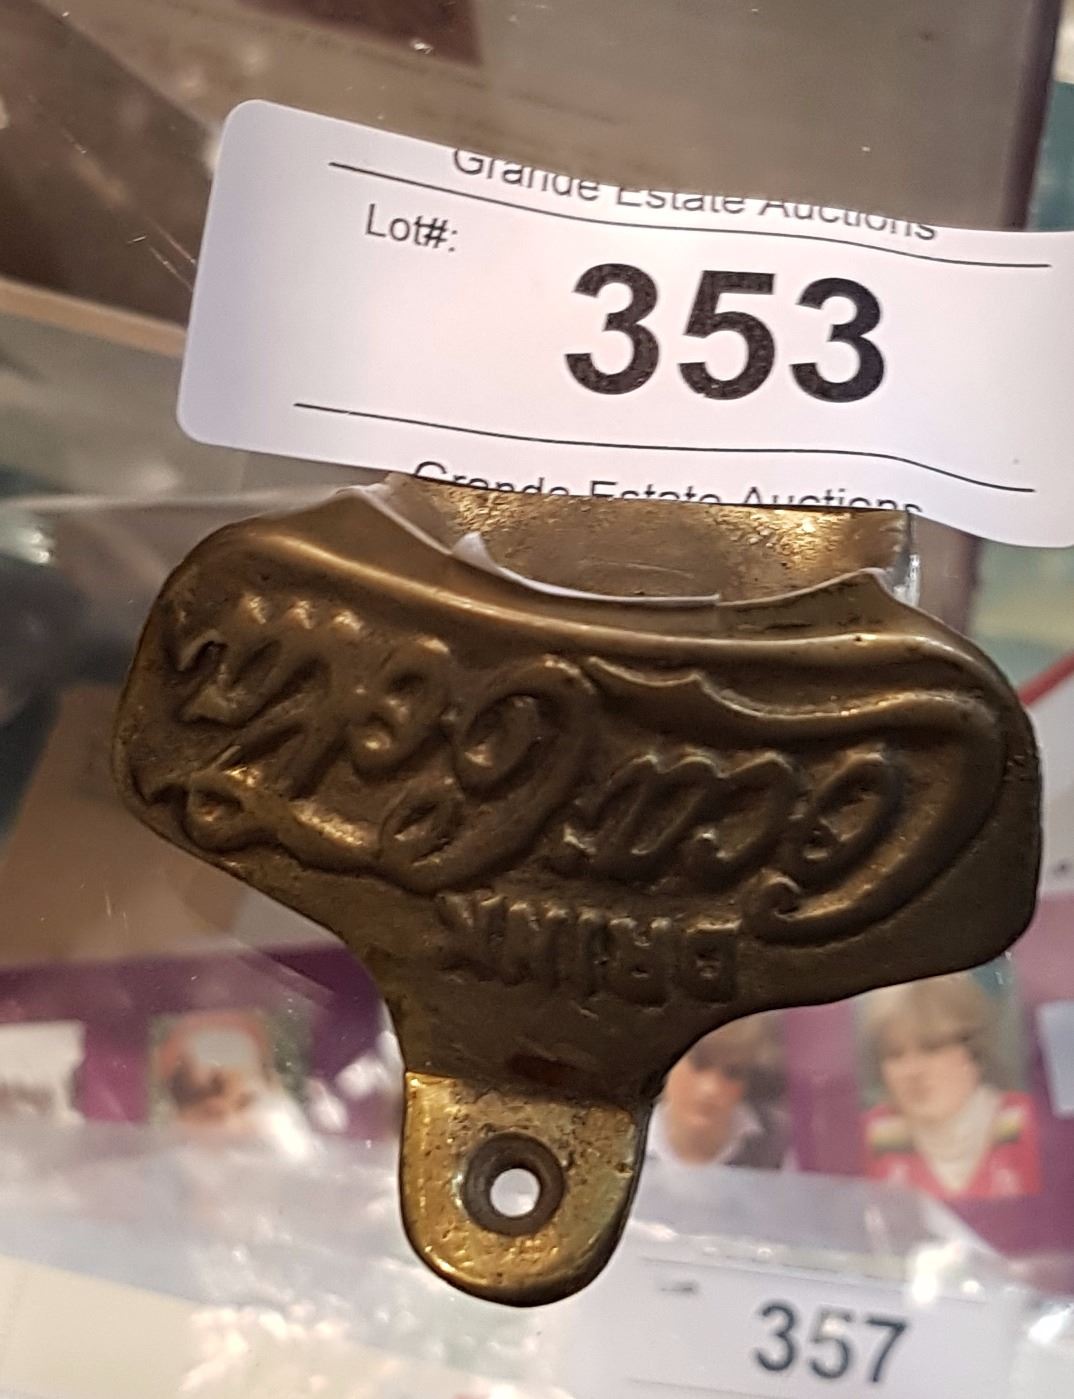 Grande Estate Auctions
Lot#:
353
Grande Estate Auctions
DRINK
Coca-Cola
357